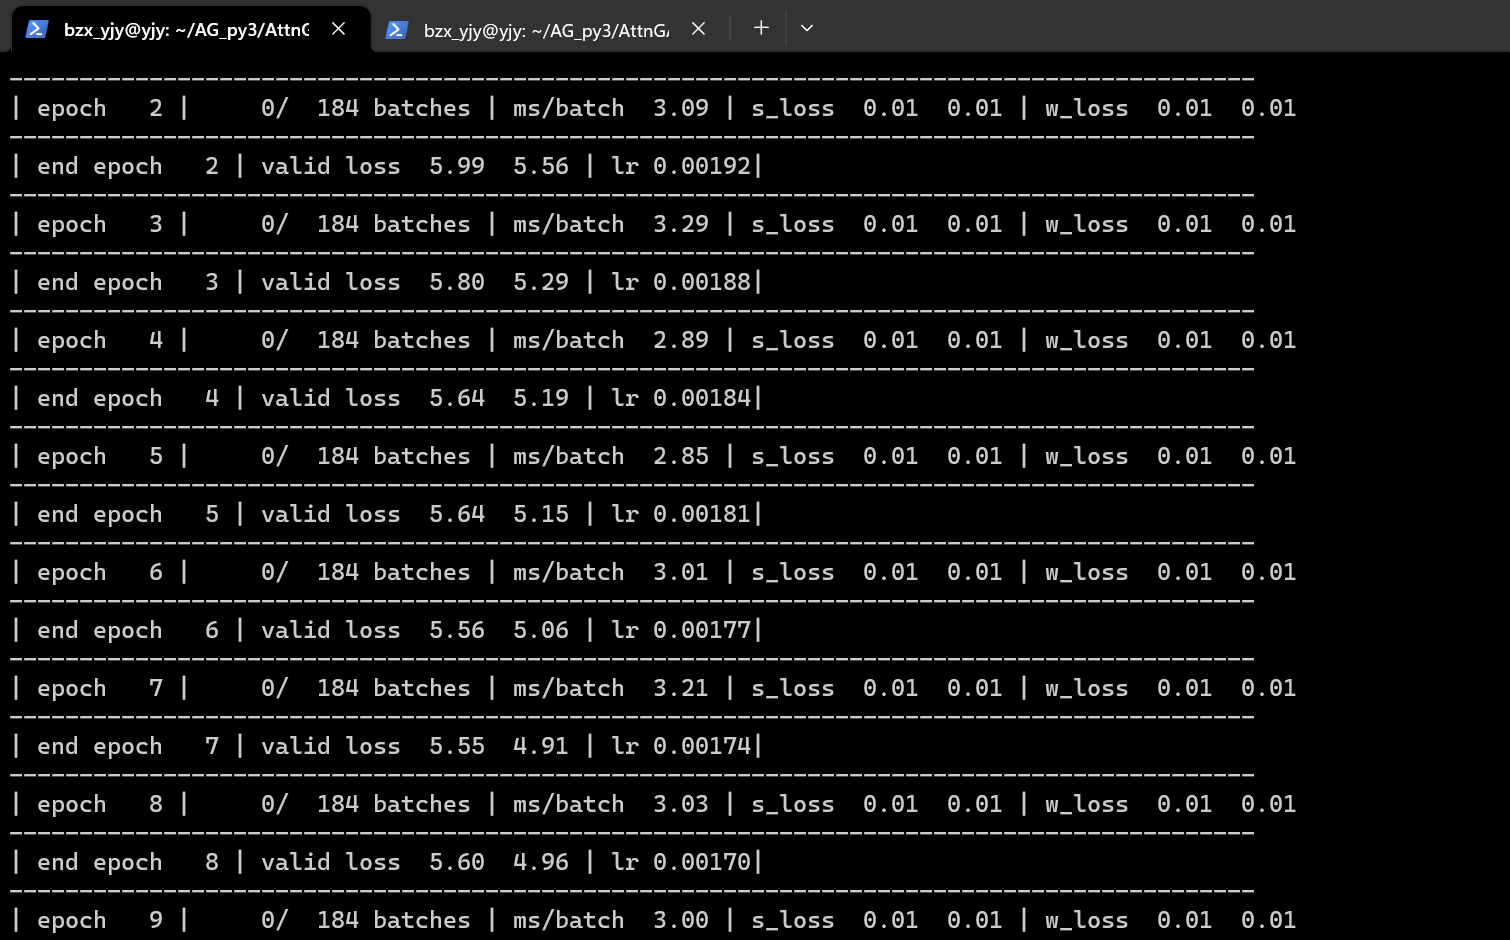 bzx_yjy@yjy: ~/AG_py3/AttnG bzx_yjy@yjy: ~/AG_py3/AttnGA
-----------------------------------------------------------------------------------------
| epoch   2 |     0/  184 batches | ms/batch  3.09 | s_loss  0.01  0.01 | w_loss  0.01  0.01
-----------------------------------------------------------------------------------------
| end epoch   2 | valid loss  5.99  5.56 | lr 0.00192|
-----------------------------------------------------------------------------------------
| epoch   3 |     0/  184 batches | ms/batch  3.29 | s_loss  0.01  0.01 | w_loss  0.01  0.01
-----------------------------------------------------------------------------------------
| end epoch   3 | valid loss  5.80  5.29 | lr 0.00188|
-----------------------------------------------------------------------------------------
| epoch   4 |     0/  184 batches | ms/batch  2.89 | s_loss  0.01  0.01 | w_loss  0.01  0.01
-----------------------------------------------------------------------------------------
| end epoch   4 | valid loss  5.64  5.19 | lr 0.00184|
-----------------------------------------------------------------------------------------
| epoch   5 |     0/  184 batches | ms/batch  2.85 | s_loss  0.01  0.01 | w_loss  0.01  0.01
-----------------------------------------------------------------------------------------
| end epoch   5 | valid loss  5.64  5.15 | lr 0.00181|
-----------------------------------------------------------------------------------------
| epoch   6 |     0/  184 batches | ms/batch  3.01 | s_loss  0.01  0.01 | w_loss  0.01  0.01
-----------------------------------------------------------------------------------------
| end epoch   6 | valid loss  5.56  5.06 | lr 0.00177|
-----------------------------------------------------------------------------------------
| epoch   7 |     0/  184 batches | ms/batch  3.21 | s_loss  0.01  0.01 | w_loss  0.01  0.01
-----------------------------------------------------------------------------------------
| end epoch   7 | valid loss  5.55  4.91 | lr 0.00174|
-----------------------------------------------------------------------------------------
| epoch   8 |     0/  184 batches | ms/batch  3.03 | s_loss  0.01  0.01 | w_loss  0.01  0.01
-----------------------------------------------------------------------------------------
| end epoch   8 | valid loss  5.60  4.96 | lr 0.00170|
-----------------------------------------------------------------------------------------
| epoch   9 |     0/  184 batches | ms/batch  3.00 | s_loss  0.01  0.01 | w_loss  0.01  0.01